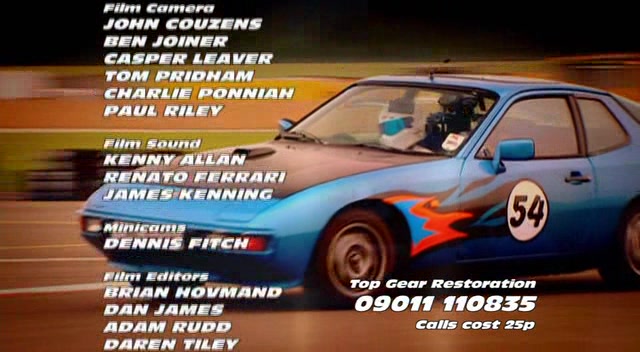 Film Camera
JOHN COUZENS
BEN JOINER
CASPER LEAVER
TOM PRIDHAM
CHARLIE PONNIAH
PAUL RILEY
Film Sound
KENNY ALLAN
RENATO FERRARI
JAMES KENNING
Minicams
DENNIS FITCH
Film Editors
BRIAN HOVMAND
DAN JAMES
ADAM RUDD
DAREN TILEY
54
Top Gear Restoration
09011 110835
Calls cost 25p